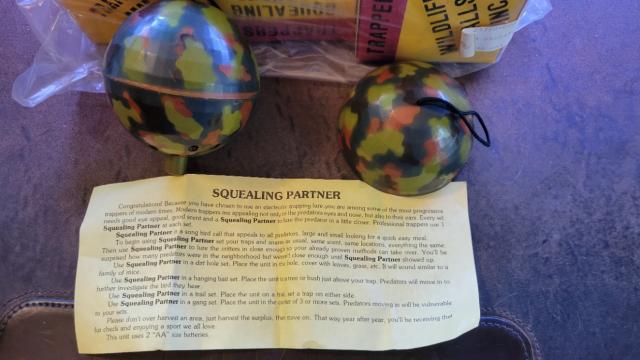 TRAPPERS
SQUEALING
TRAPPERS
TRAPPERS
WILDLIFE
CALLS
INC.
SQUEALING PARTNER
Congratulations! Because you have chosen to use an electronic trapping lure, you are among some of the most progressive
trappers of modern times. Modern trappers are appealing not only to the predators eyes and nose, but also to their ears. Every set
needs good eye appeal, good scent and a Squealing Partner to lure the predator in a little closer. Professional trappers use 1
Squealing Partner at each set.
Squealing Partner is a song bird call that appeals to all predators, large and small looking for a quick easy meal.
To begin using Squealing Partner set your traps and snares as usual, same scent, same locations, everything the same.
Then use Squealing Partner to lure the critters in close enough so your already proven methods can take over. You'll be
surprised how many predators were in the neighborhood but weren't close enough until Squealing Partner showed up.
Use Squealing Partner in a dirt hole set. Place the unit in its hole, cover with leaves, grass, etc. It will sound similar to a
family of mice.
Use Squealing Partner in a hanging bait set. Place the unit in tree or bush just above your trap. Predators will move in to
further investigate the bird they hear.
Use Squealing Partner in a trail set. Place the unit on a trail, set a trap on either side.
Use Squealing Partner in a gang set. Place the unit in the center of 3 or more sets. Predators moving in will be vulnerable
to your sets.
Please don't over harvest an area, just harvest the surplus, then move on. That way year after year, you'll be receiving that
fur check and enjoying a sport we all love.
This unit uses 2 "AA" size batteries.